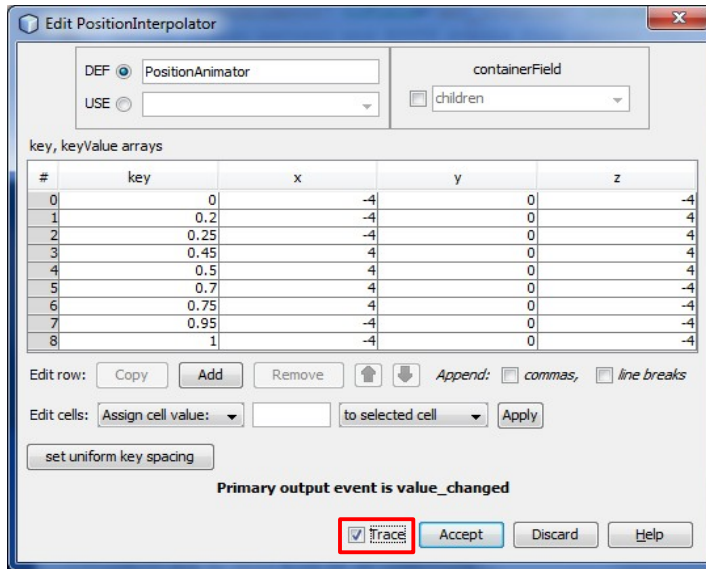 Edit PositionInterpolator
DEF PositionAnimator
USE
containerField
children
key, keyValue arrays
# key x y z
0 0 -4 0 -4
1 0.2 -4 0 4
2 0.25 -4 0 4
3 0.45 4 0 4
4 0.5 4 0 4
5 0.7 4 0 -4
6 0.75 4 0 -4
7 0.95 -4 0 -4
8 1 -4 0 -4
Edit row: Copy Add Remove Append: commas, line breaks
Edit cells: Assign cell value: to selected cell Apply
set uniform key spacing
Primary output event is value_changed
Trace Accept Discard Help